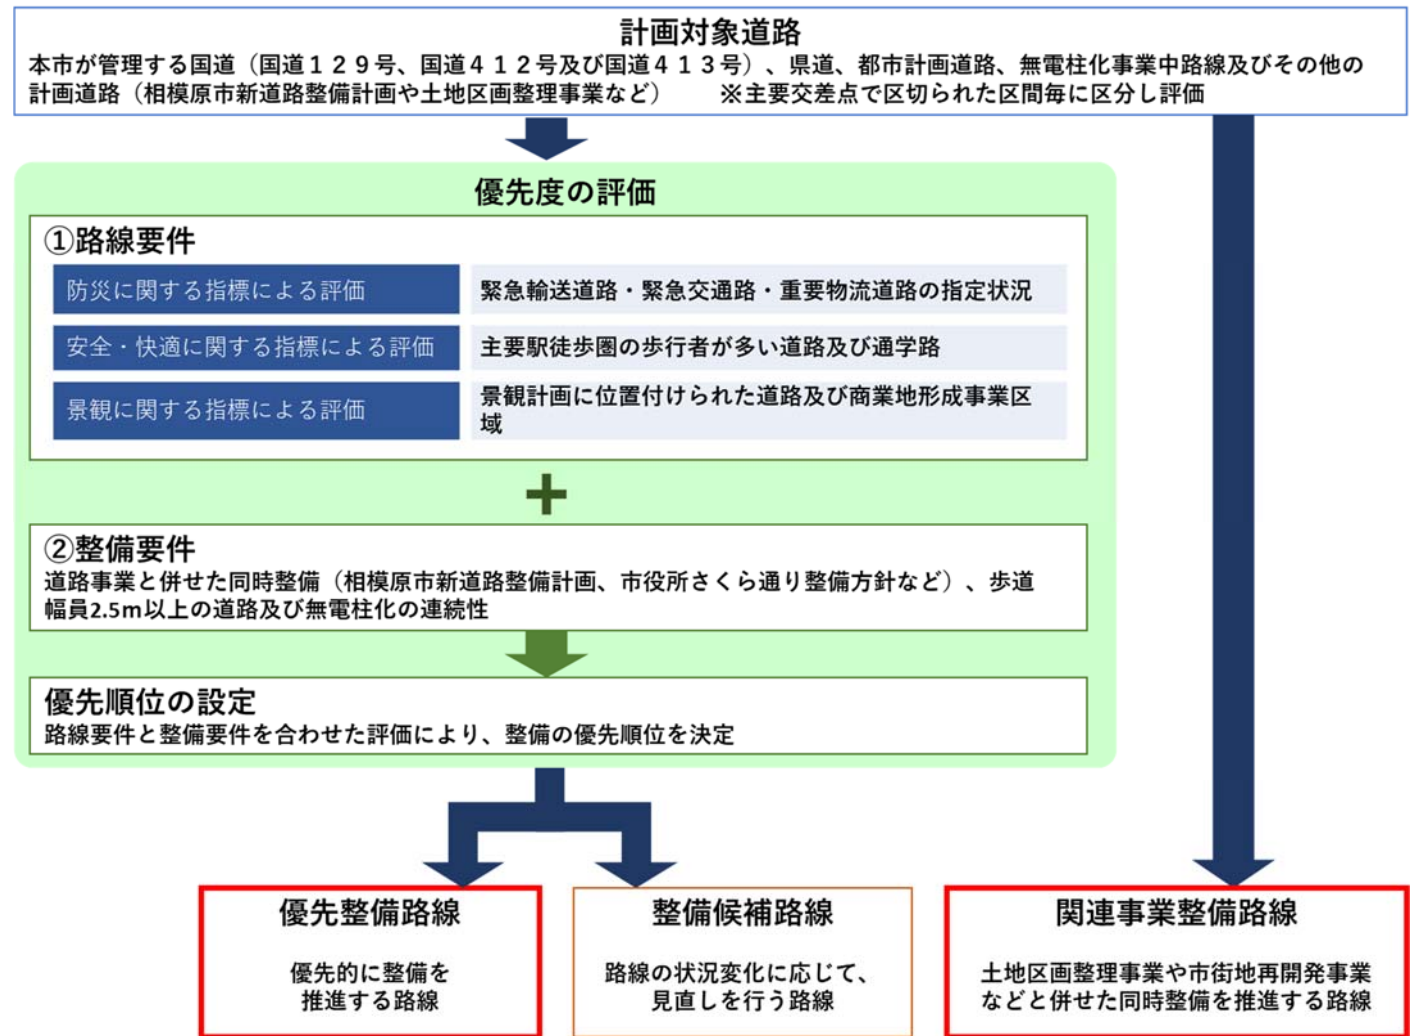 計画対象道路
本市が管理する国道（国道１２９号、国道４１２号及び国道４１３号）、県道、都市計画道路、無電柱化事業中路線及びその他の
計画道路（相模原市新道路整備計画や土地区画整理事業など）　　※主要交差点で区切られた区間毎に区分し評価
優先度の評価
①路線要件
防災に関する指標による評価
緊急輸送道路・緊急交通路・重要物流道路の指定状況
安全・快適に関する指標による評価
主要駅徒歩圏の歩行者が多い道路及び通学路
景観に関する指標による評価
景観計画に位置付けられた道路及び商業地形成事業区
域
+
②整備要件
道路事業と併せた同時整備（相模原市新道路整備計画、市役所さくら通り整備方針など）、歩道
幅員2.5m以上の道路及び無電柱化の連続性
優先順位の設定
路線要件と整備要件を合わせた評価により、整備の優先順位を決定
優先整備路線
優先的に整備を
推進する路線
整備候補路線
路線の状況変化に応じて、
見直しを行う路線
関連事業整備路線
土地区画整理事業や市街地再開発事業
などと併せた同時整備を推進する路線